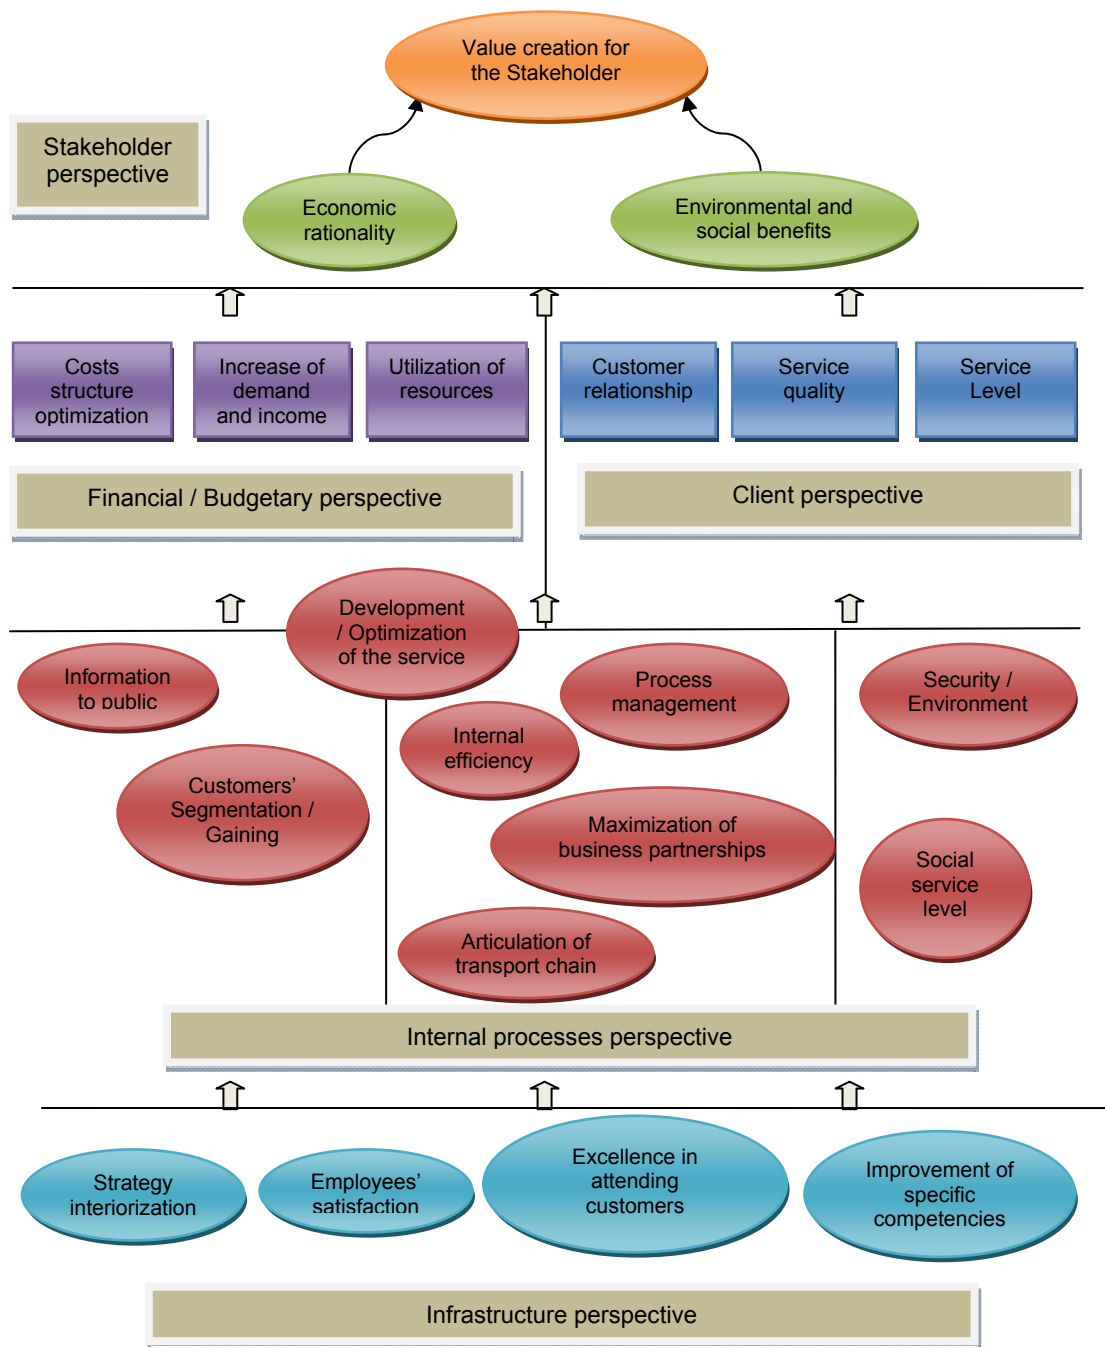 Value creation for
the Stakeholder
Stakeholder
perspective
Economic
rationality
Environmental and
social benefits
Costs
structure
optimization
Increase of
demand
and income
Utilization of
resources
Customer
relationship
Service
quality
Service
Level
Financial / Budgetary perspective
Client perspective
Development
/ Optimization
of the service
Information
to public
Process
management
Security /
Environment
Internal
efficiency
Customers’
Segmentation /
Gaining
Maximization of
business partnerships
Social
service
level
Articulation of
transport chain
Internal processes perspective
Strategy
interiorization
Employees’
satisfaction
Excellence in
attending
customers
Improvement of
specific
competencies
Infrastructure perspective